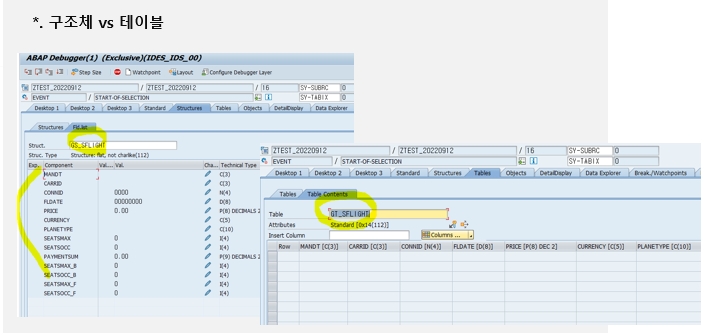 *. 구조체 vs 테이블
ABAP Debugger(1) (Exclusive)(IDES_IDS_00)
Step Size Watchpoint Layout Configure Debugger Layer
ZTEST_20220912 / ZTEST_20220912 / 16 SY-SUBRC 0
EVENT / START-OF-SELECTION SY-TABIX 0
Desktop 1 Desktop 2 Desktop 3 Standard Structures Tables Objects DetailDisplay Data Explorer
Structures FldList
Struct. GS_SFLIGHT
Struc. Type Structure: flat, not charlike(112)
Exp. Component Val... Val. Cha... Technical Type
MANDT C(3)
CARRID C(3)
CONNID 0000 N(4)
FLDATE 00000000 D(8)
PRICE 0.00 P(8) DECIMALS 2
CURRENCY C(5)
PLANETYPE C(10)
SEATSMAX 0 I(4)
SEATSOCC 0 I(4)
PAYMENTSUM 0.00 P(9) DECIMALS 2
SEATSMAX_B 0 I(4)
SEATSOCC_B 0 I(4)
SEATSMAX_F 0 I(4)
SEATSOCC_F 0 I(4)
ZTEST_20220912 / ZTEST_20220912 / 16 SY-SUBRC 0
EVENT / START-OF-SELECTION SY-TABIX 0
Desktop 1 Desktop 2 Desktop 3 Standard Structures Tables Objects DetailDisplay Data Explorer Break./Watchpoints
Tables Table Contents
Table GT_SFLIGHT
Attributes Standard [0x14(112)]
Insert Column Columns ...
Row MANDT [C(3)] CARRID [C(3)] CONNID [N(4)] FLDATE [D(8)] PRICE [P(8) DEC 2] CURRENCY [C(5)] PLANETYPE [C(10)]